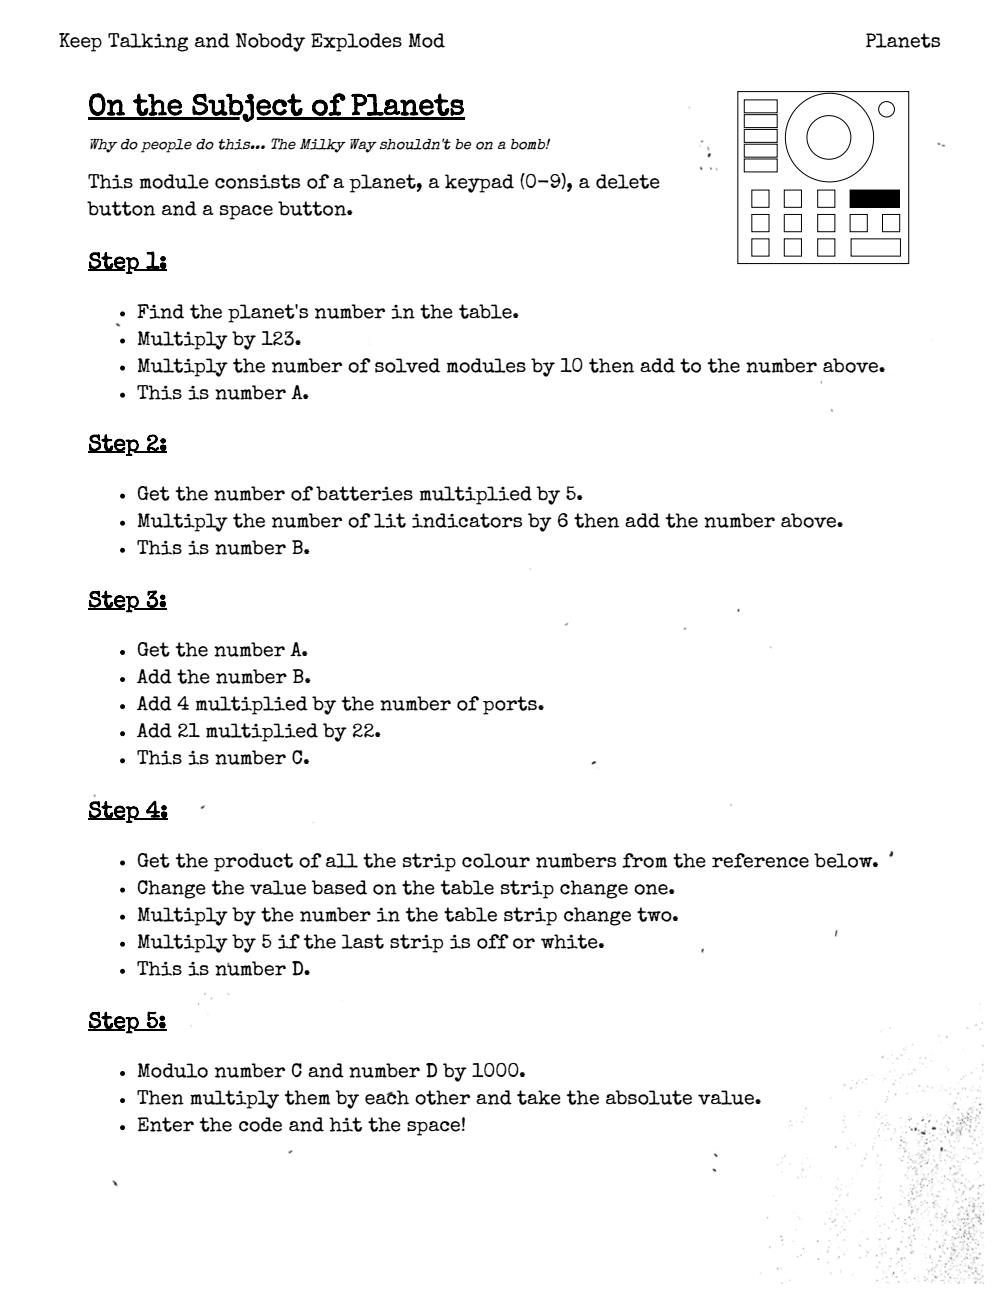 Keep Talking and Nobody Explodes Mod
Planets
On the Subject of Planets
Why do people do this... The Milky Way shouldn't be on a bomb!
This module consists of a planet, a keypad (0-9), a delete
button and a space button.
Step 1:
• Find the planet's number in the table.
• Multiply by 123.
• Multiply the number of solved modules by 10 then add to the number above.
• This is number A.
Step 2:
• Get the number of batteries multiplied by 5.
• Multiply the number of lit indicators by 6 then add the number above.
• This is number B.
Step 3:
• Get the number A.
• Add the number B.
• Add 4 multiplied by the number of ports.
• Add 21 multiplied by 22.
• This is number C.
Step 4:
• Get the product of all the strip colour numbers from the reference below.
• Change the value based on the table strip change one.
• Multiply by the number in the table strip change two.
• Multiply by 5 if the last strip is off or white.
• This is number D.
Step 5:
• Modulo number C and number D by 1000.
• Then multiply them by each other and take the absolute value.
• Enter the code and hit the space!